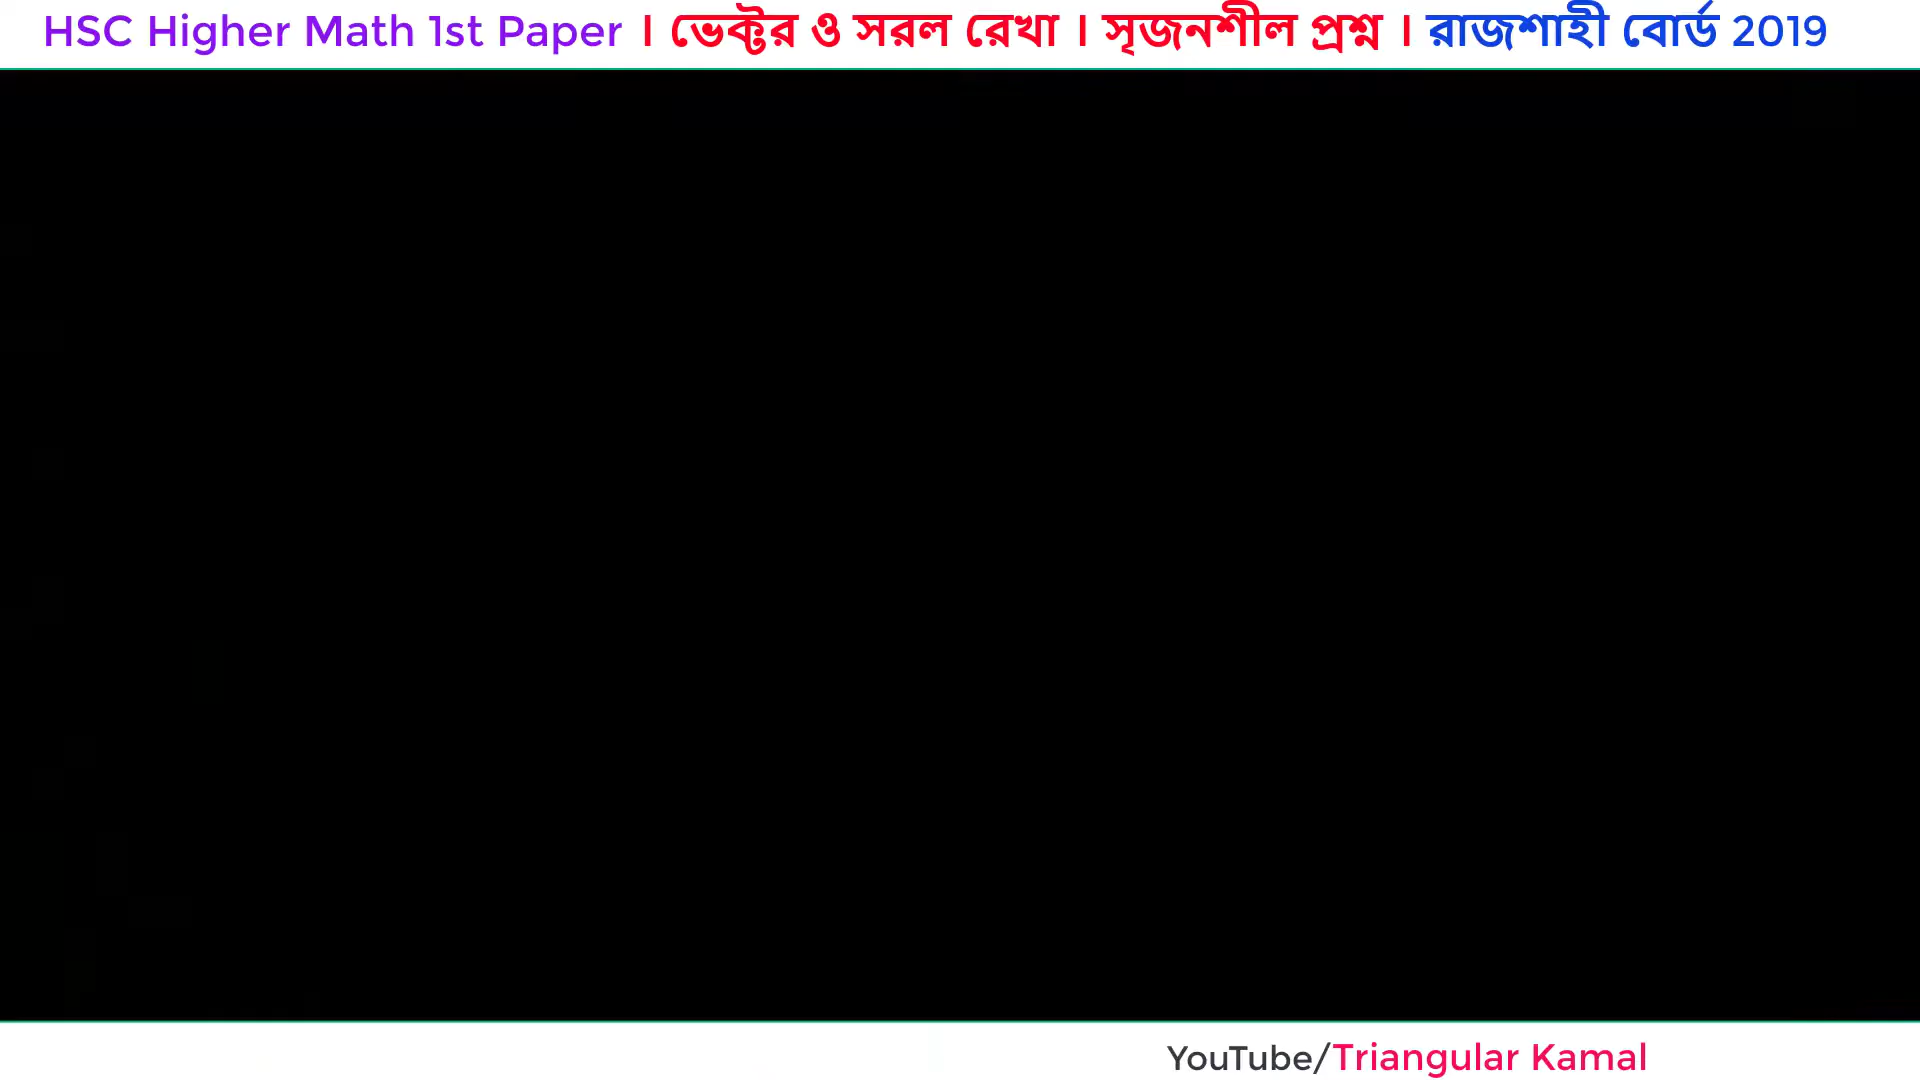 HSC Higher Math 1st Paper । ভেক্টর ও সরল রেখা । সৃজনশীল প্রশ্ন । রাজশাহী বোর্ড 2019
YouTube/Triangular Kamal